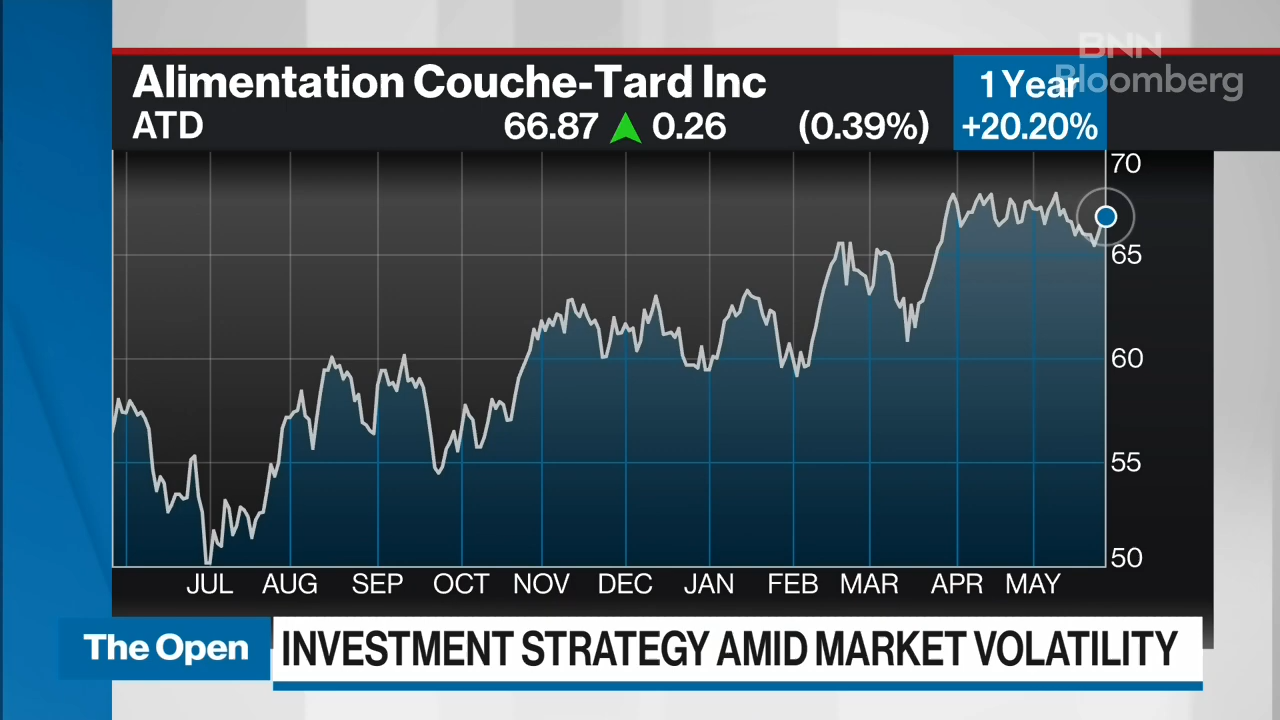 BNN
Bloomberg
Alimentation Couche-Tard Inc
1 Year
ATD
66.87 ▲ 0.26 (0.39%)
+20.20%
70
65
60
55
50
JUL AUG SEP OCT NOV DEC JAN FEB MAR APR MAY
The Open
INVESTMENT STRATEGY AMID MARKET VOLATILITY